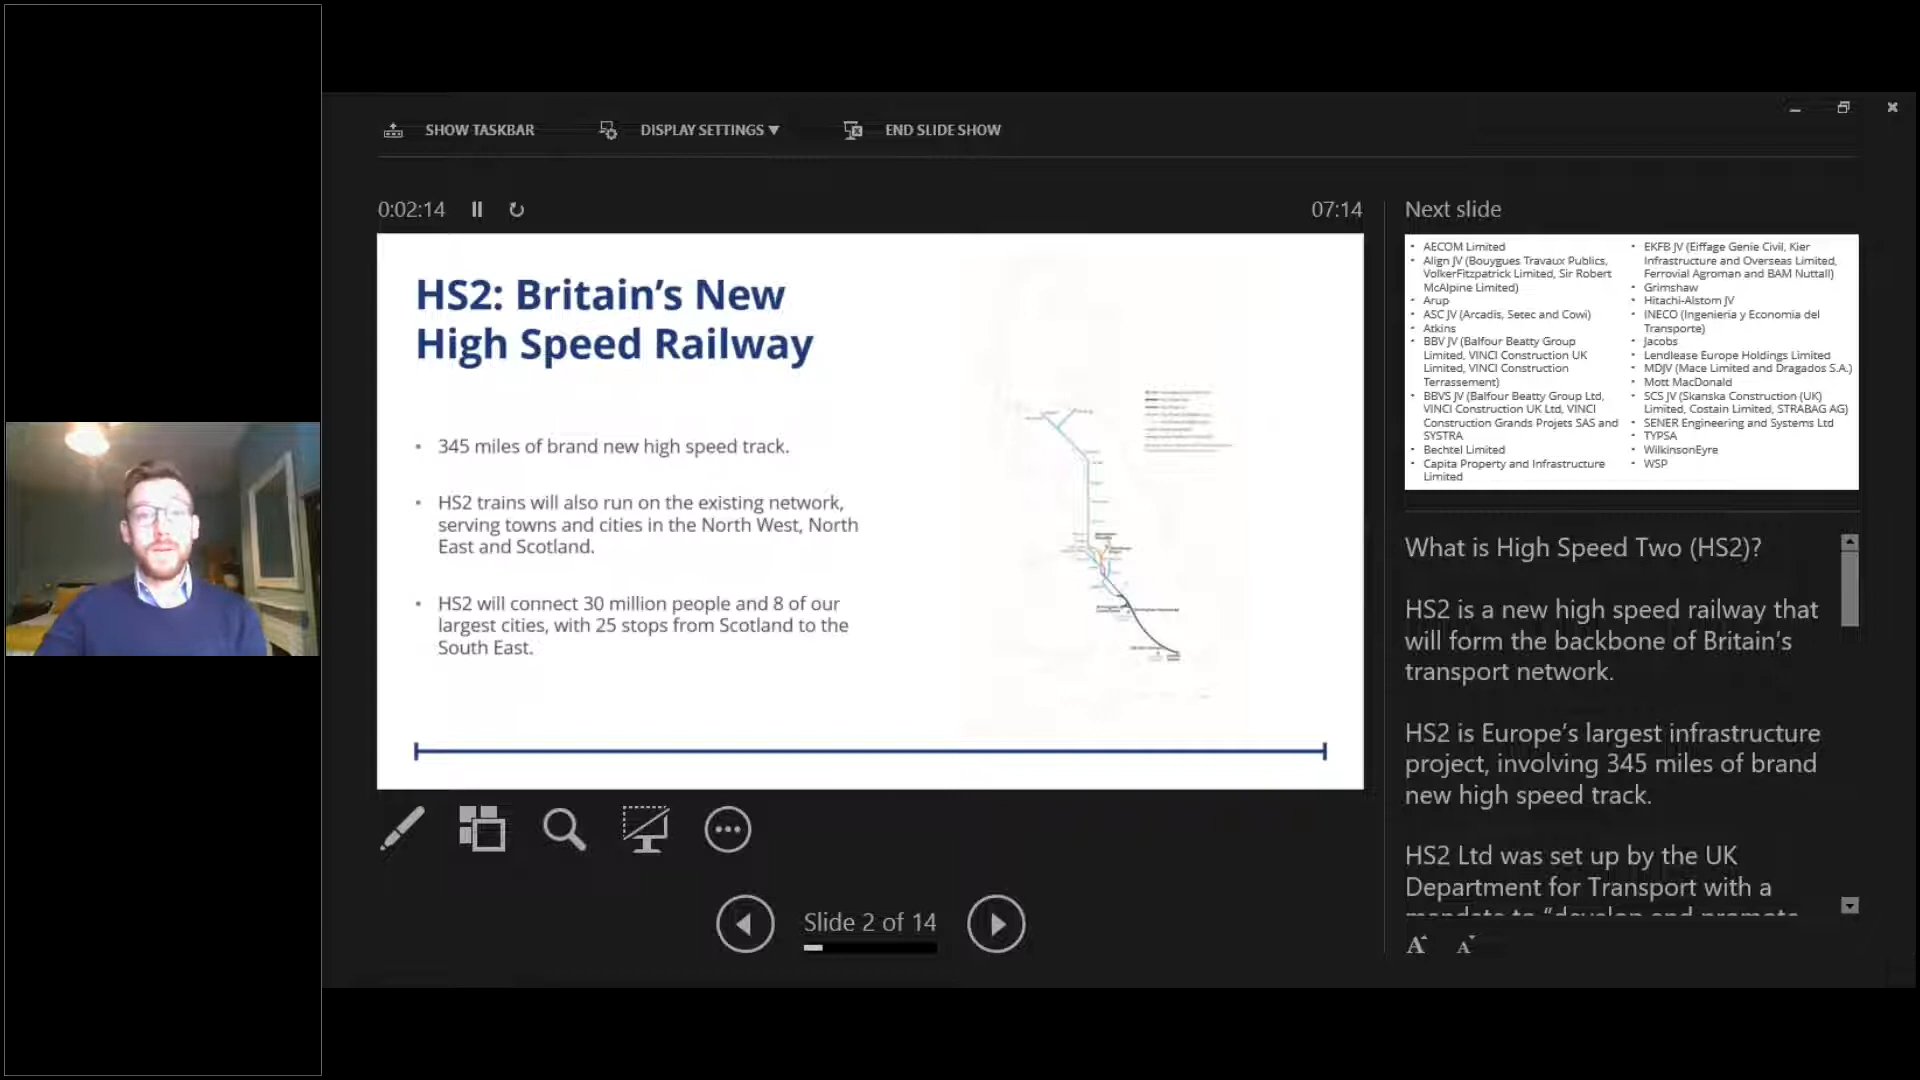 SHOW TASKBAR
DISPLAY SETTINGS ▼
END SLIDE SHOW
0:02:14
07:14
HS2: Britain’s New
High Speed Railway
• 345 miles of brand new high speed track.
• HS2 trains will also run on the existing network,
serving towns and cities in the North West, North
East and Scotland.
• HS2 will connect 30 million people and 8 of our
largest cities, with 25 stops from Scotland to the
South East.
Slide 2 of 14
Next slide
• AECOM Limited
• Align JV (Bouygues Travaux Publics,
VolkerFitzpatrick Limited, Sir Robert
McAlpine Limited)
• Arup
• ASC JV (Arcadis, Setec and Cowi)
• Atkins
• BBV JV (Balfour Beatty Group
Limited, VINCI Construction UK
Limited, VINCI Construction
Terrassement)
• BBVS JV (Balfour Beatty Group Ltd,
VINCI Construction UK Ltd, VINCI
Construction Grands Projets SAS and
SYSTRA
• Bechtel Limited
• Capita Property and Infrastructure
Limited
• EKFB JV (Eiffage Genie Civil, Kier
Infrastructure and Overseas Limited,
Ferrovial Agroman and BAM Nuttall)
• Grimshaw
• Hitachi-Alstom JV
• INECO (Ingenieria y Economia del
Transporte)
• Jacobs
• Lendlease Europe Holdings Limited
• MDJV (Mace Limited and Dragados S.A.)
• Mott MacDonald
• SCS JV (Skanska Construction (UK)
Limited, Costain Limited, STRABAG AG)
• SENER Engineering and Systems Ltd
• TYPSA
• WilkinsonEyre
• WSP
What is High Speed Two (HS2)?
HS2 is a new high speed railway that
will form the backbone of Britain’s
transport network.
HS2 is Europe’s largest infrastructure
project, involving 345 miles of brand
new high speed track.
HS2 Ltd was set up by the UK
Department for Transport with a
mandate to “develop and promote
A A